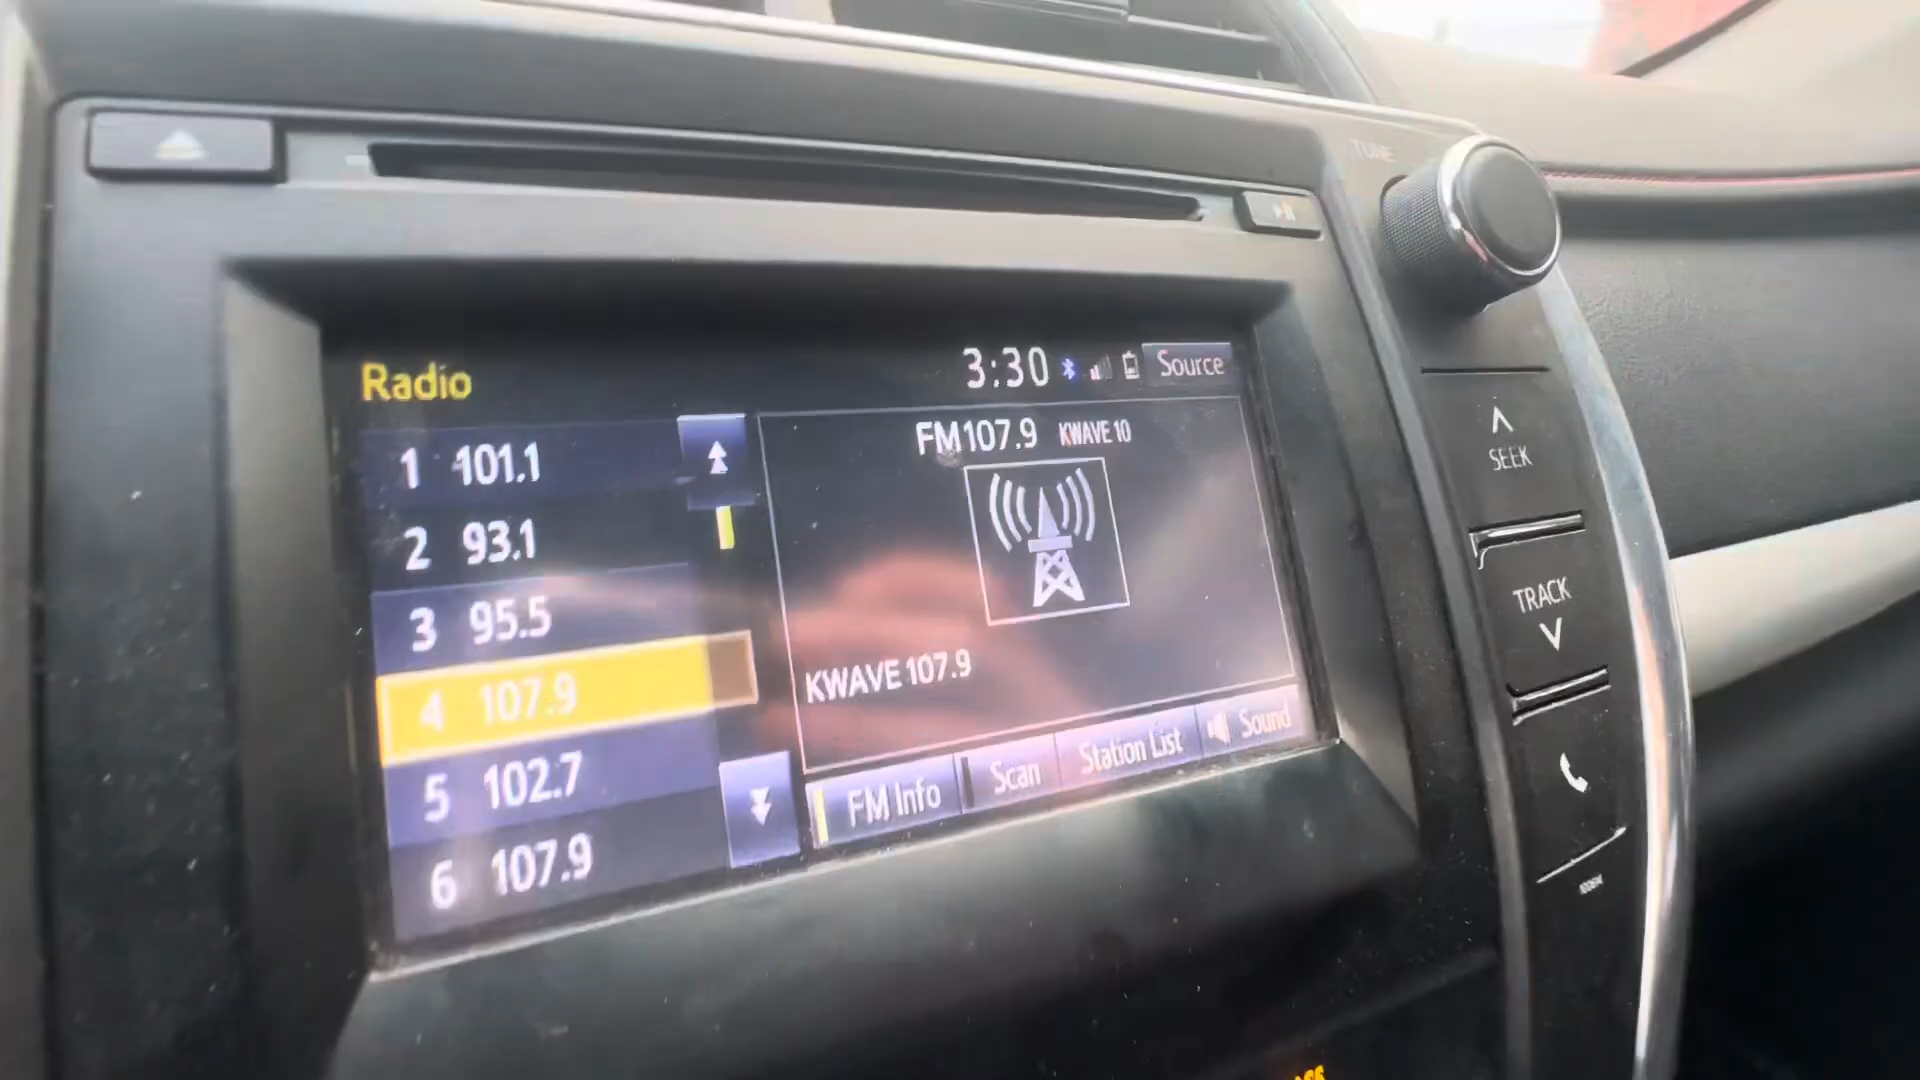 TUNE
Radio
3:30 Source
1 101.1
2 93.1
3 95.5
4 107.9
5 102.7
6 107.9
FM107.9 KWAVE 10
KWAVE 107.9
FM Info Scan Station List Sound
SEEK
TRACK